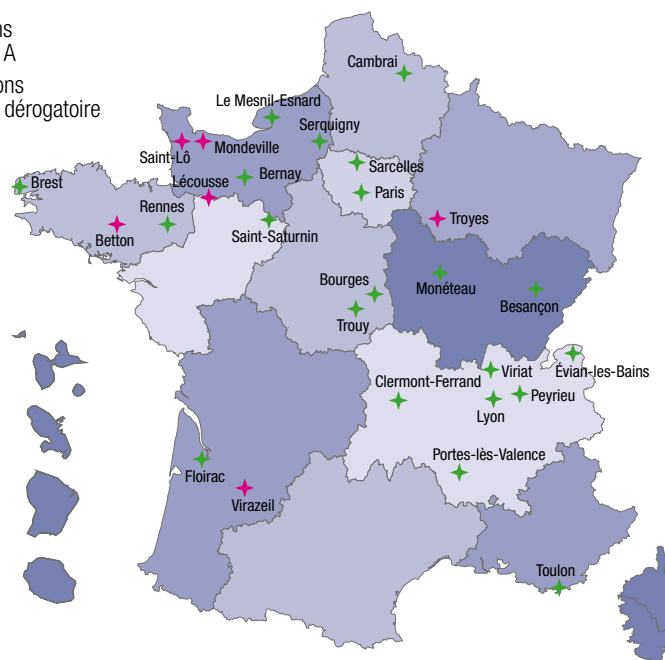 ns
A
ons
dérogatoire
Cambrai
Le Mesnil-Esnard
Serquigny
Mondeville
Saint-Lô
Sarcelles
Bernay
Lécousse
Paris
Brest
Rennes
Betton
Saint-Saturnin
Troyes
Bourges
Monéteau
Besançon
Trouy
Clermont-Ferrand
Viriat
Évian-les-Bains
Peyrieu
Lyon
Portes-lès-Valence
Floirac
Virazeil
Toulon